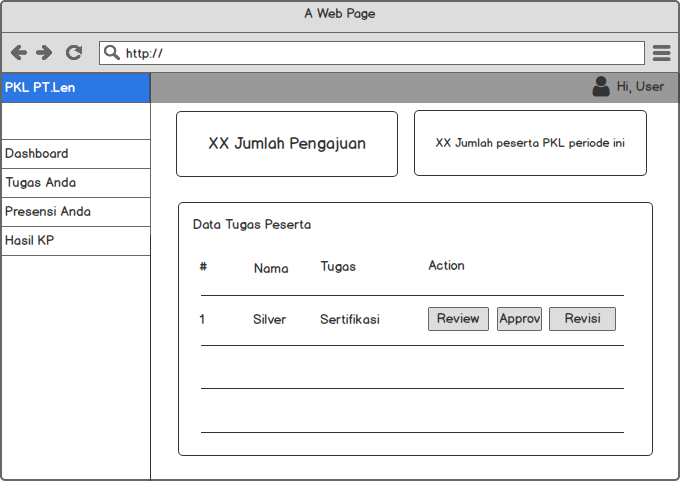 A Web Page
http://
PKL PT.Len
Hi, User
XX Jumlah Pengajuan
XX Jumlah peserta PKL periode ini
Dashboard
Tugas Anda
Presensi Anda
Hasil KP
Data Tugas Peserta
# Nama Tugas Action
1 Silver Sertifikasi Review Approv Revisi